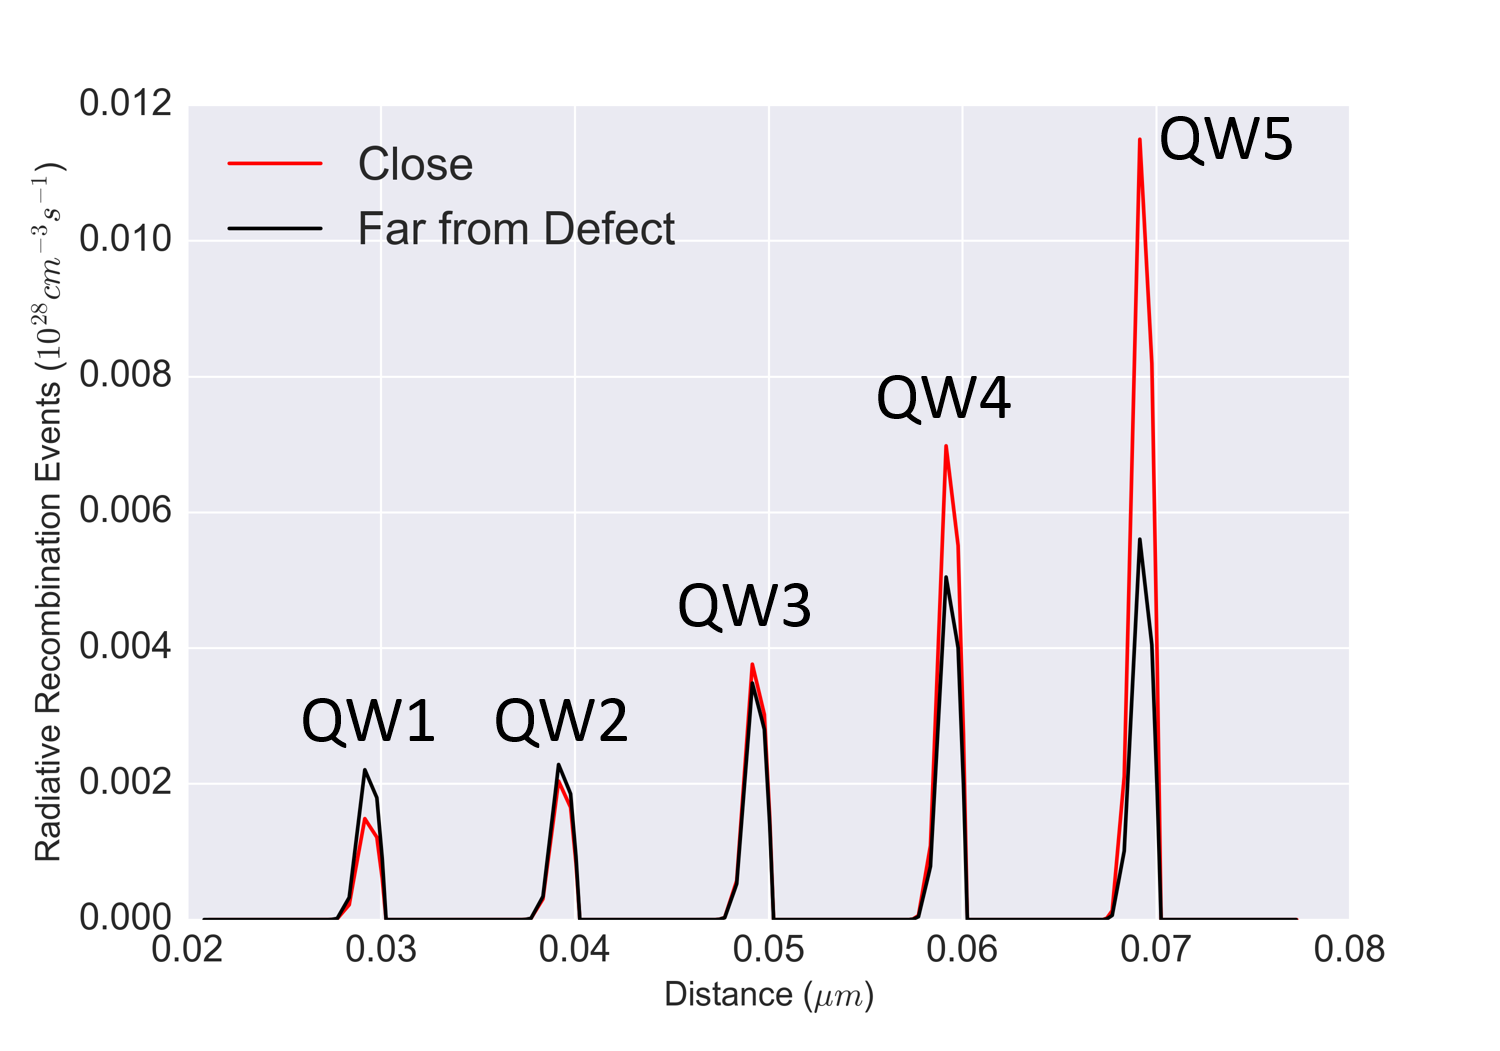 0.012
0.010
0.008
0.006
0.004
0.002
0.000
Radiative Recombination Events (10²⁸cm⁻³s⁻¹)
Close
Far from Defect
QW1
QW2
QW3
QW4
QW5
0.02 0.03 0.04 0.05 0.06 0.07 0.08
Distance (μm)